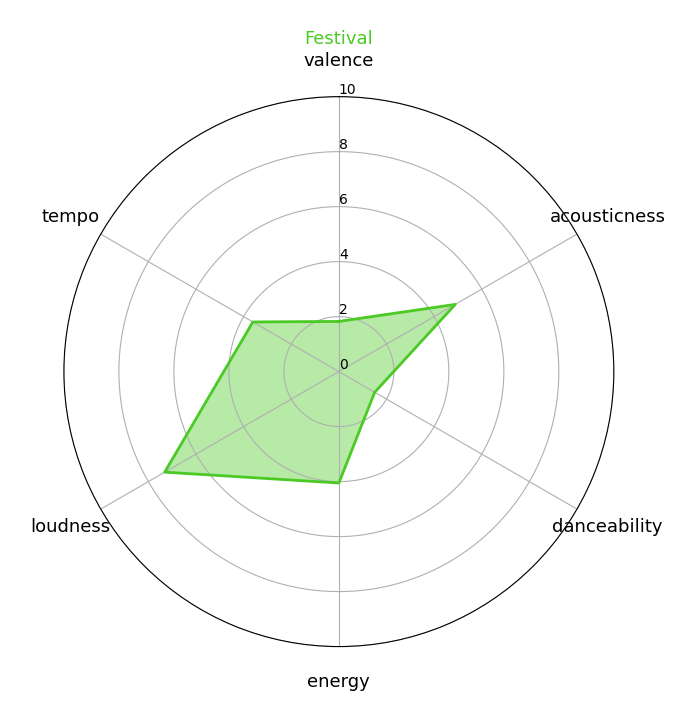 Festival
valence
10
8
6
4
2
0
tempo
acousticness
loudness
danceability
energy